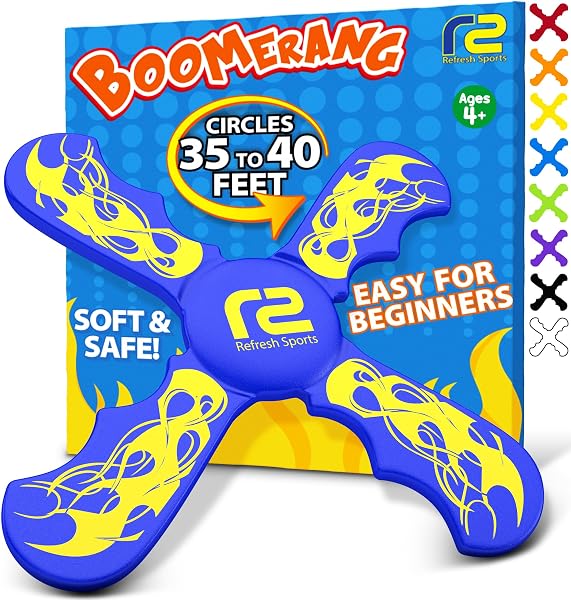 BOOMERANG
R2
Refresh Sports
Ages
4+
CIRCLES
35 TO 40
FEET
EASY FOR
BEGINNERS
SOFT &
SAFE!
R2
Refresh Sports